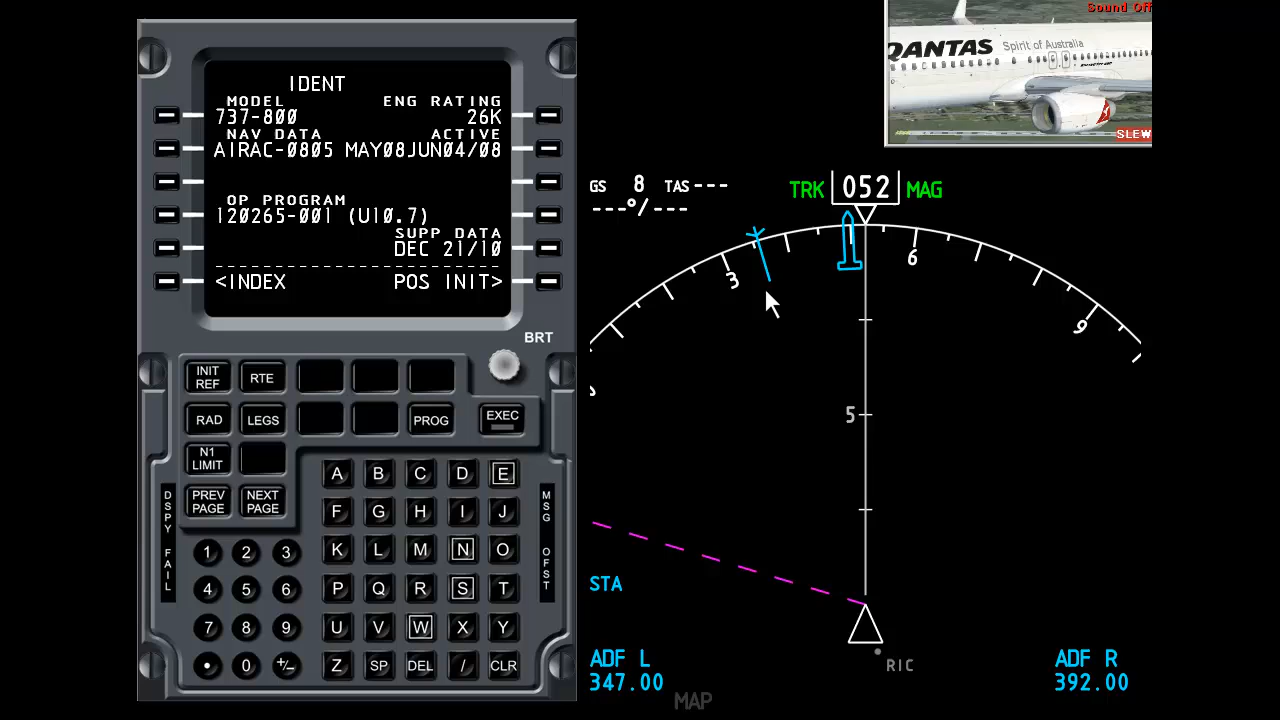 IDENT
MODEL ENG RATING
737-800 26K
NAV DATA ACTIVE
AIRAC-0805 MAY08JUN04/08
OP PROGRAM
120265-001 (U10.7)
SUPP DATA
DEC 21/10
<INDEX POS INIT>
BRT
INIT REF
RTE
RAD
LEGS
PROG
EXEC
N1 LIMIT
PREV PAGE
NEXT PAGE
A B C D E
F G H I J
K L M N O
P Q R S T
U V W X Y
Z SP DEL / CLR
1 2 3
4 5 6
7 8 9
. 0 +/-
DSPY FAIL
MSG OFST
Sound Off
QANTAS Spirit of Australia
SLEW
GS 8 TAS---
---°/---
TRK 052 MAG
3 6 9
5
STA
ADF L
347.00
RIC
ADF R
392.00
MAP